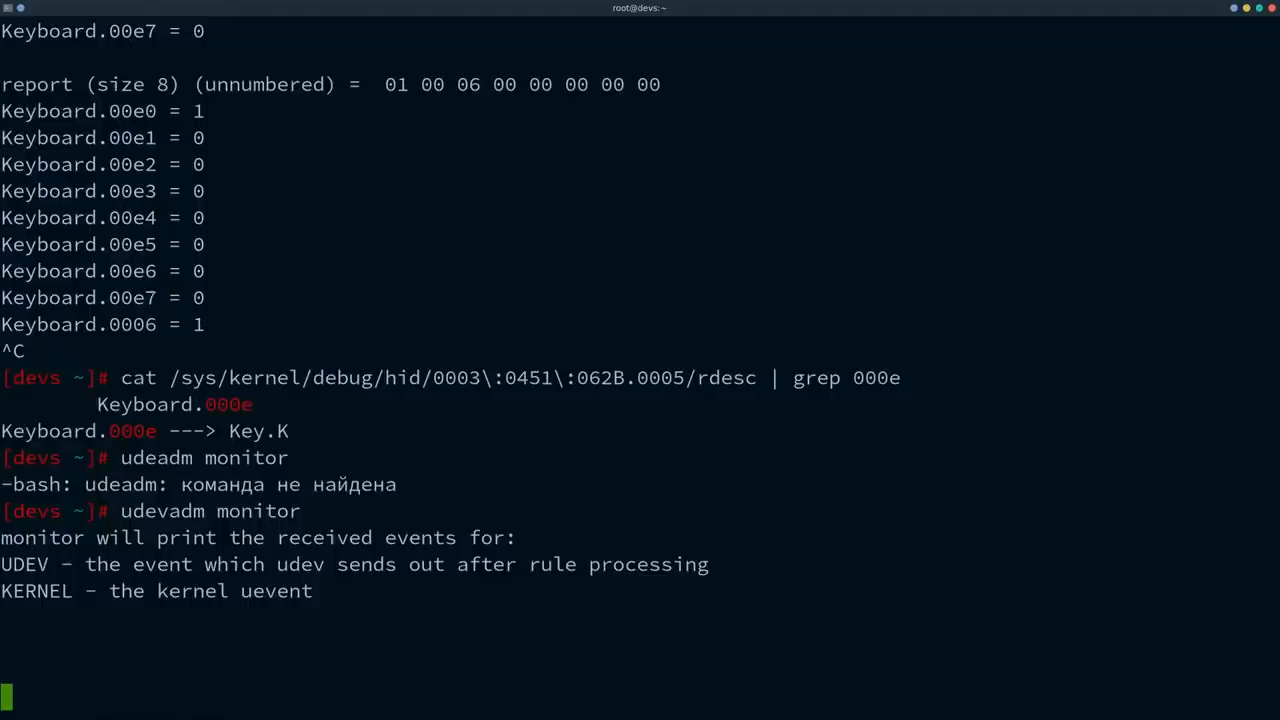 root@devs:~
Keyboard.00e7 = 0
report (size 8) (unnumbered) =  01 00 06 00 00 00 00 00
Keyboard.00e0 = 1
Keyboard.00e1 = 0
Keyboard.00e2 = 0
Keyboard.00e3 = 0
Keyboard.00e4 = 0
Keyboard.00e5 = 0
Keyboard.00e6 = 0
Keyboard.00e7 = 0
Keyboard.0006 = 1
^C
[devs ~]# cat /sys/kernel/debug/hid/0003\:0451\:062B.0005/rdesc | grep 000e
Keyboard.000e
Keyboard.000e ---> Key.K
[devs ~]# udeadm monitor
-bash: udeadm: команда не найдена
[devs ~]# udevadm monitor
monitor will print the received events for:
UDEV - the event which udev sends out after rule processing
KERNEL - the kernel uevent